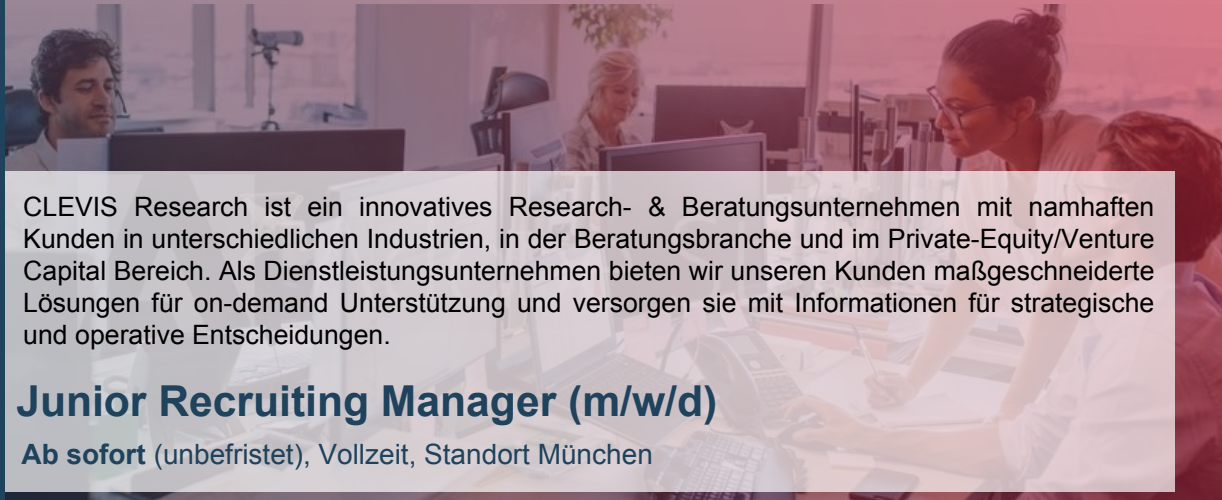 CLEVIS Research ist ein innovatives Research- & Beratungsunternehmen mit namhaften
Kunden in unterschiedlichen Industrien, in der Beratungsbranche und im Private-Equity/Venture
Capital Bereich. Als Dienstleistungsunternehmen bieten wir unseren Kunden maßgeschneiderte
Lösungen für on-demand Unterstützung und versorgen sie mit Informationen für strategische
und operative Entscheidungen.
Junior Recruiting Manager (m/w/d)
Ab sofort (unbefristet), Vollzeit, Standort München